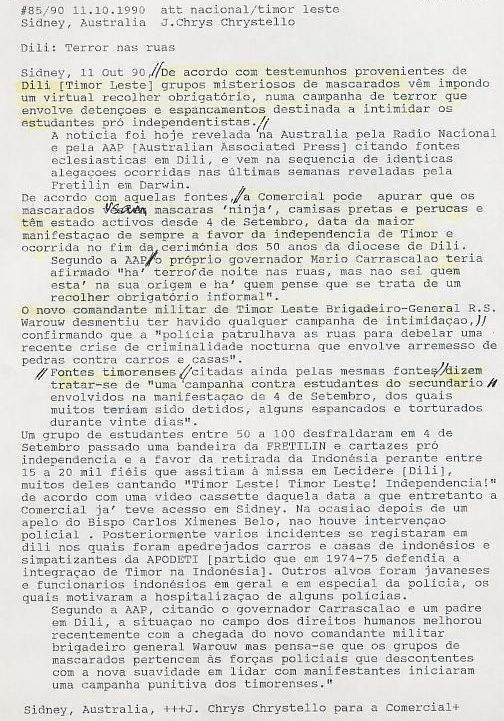 #85/90 11.10.1990  att nacional/timor leste
Sidney, Australia  J.Chrys Chrystello
Dili: Terror nas ruas
Sidney, 11 Out 90,//De acordo com testemunhos provenientes de
Dili [Timor Leste] grupos misteriosos de mascarados vêm impondo
um virtual recolher obrigatório, numa campanha de terror que
envolve detençoes e espancamentos destinada a intimidar os
estudantes pró independentistas.//
A notícia foi hoje revelada na Australia pela Radio Nacional
e pela AAP [Australian Associated Press] citando fontes
eclesiasticas em Dili, e vem na sequencia de identicas
alegaçoes ocorridas nas últimas semanas reveladas pela
Fretilin em Darwin.
De acordo com aquelas fontes,//a Comercial pode  apurar que os
mascarados usam mascaras 'ninja', camisas pretas e perucas e
têm estado activos desde 4 der Setembro, data da maior
manifestaçao de sempre a favor da independencia de Timor e
ocorrida no fim da cerimónia dos 50 anos da diocese de Dili.
Segundo a AAP//o próprio governador Mario Carrascalao teria
afirmado "ha' terror de noite nas ruas, mas nao sei quem
esta' na sua origem e ha' quem pense que se trata de um
recolher obrigatório informal".
O novo comandante militar de Timor Leste Brigadeiro-General R.S.
Warouw desmentiu ter havido qualquer campanha de intimidaçao,//
confirmando que a "policia patrulhava as ruas para debelar uma
recente crise de criminalidade nocturna que envolve arremesso de
pedras contra carros e casas".
//Fontes timorenses//citadas ainda pelas mesmas fontes//dizem
tratar-se de "uma campanha contra estudantes do secundario//
envolvidos na manifestaçao de 4 de Setembro, dos quais
muitos teriam sido detidos, alguns espancados e torturados
durante vinte dias".
Um grupo de estudantes entre 50 a 100 desfraldaram em 4 de
Setembro passado uma bandeira da FRETILIN e cartazes pró
independencia e a favor da retirada da Indonésia perante entre
15 a 20 mil fiéis que assitiam à missa em Lecidere [Dili],
muitos deles cantando "Timor Leste! Timor Leste! Independencia!"
de acordo com uma video cassette daquela data a que entretanto a
Comercial ja' teve acesso em Sidney. Na ocasiao depois de um
apelo do Bispo Carlos Ximenes Belo, nao houve intervençao
policial . Posteriormente varios incidentes se registaram em
dili nos quais foram apedrejados carros e casas de indonésios e
simpatizantes da APODETI [partido que em 1974-75 defendia a
integraçao de Timor na Indonésia]. Outros alvos foram javaneses
e funcionarios indonésios em geral e em especial da polícia, os
quais motivaram a hospitalizaçao de alguns polícias.
Segundo a AAP, citando o governador Carrascalao e um padre
em Dili, a situaçao no campo dos direitos humanos melhorou
recentemente com a chegada do novo comandante militar
brigadeiro general Warouw mas pensa-se que os grupos de
mascarados pertencem às forças policiais que descontentes
com a nova suavidade em lidar com manifestantes iniciaram
uma campanha punitiva dos timorenses."
Sidney, Australia, +++J. Chrys Chrystello para a Comercial+